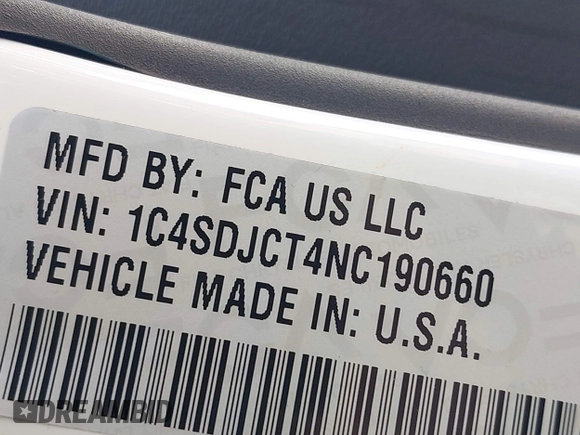 MFD BY: FCA US LLC
VIN: 1C4SDJCT4NC190660
VEHICLE MADE IN: U.S.A.
DREAMBID